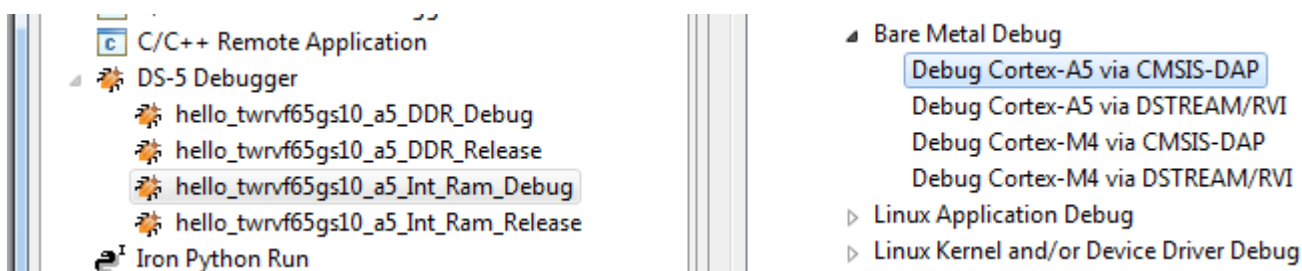 C/C++ Remote Application
DS-5 Debugger
hello_twrvf65gs10_a5_DDR_Debug
hello_twrvf65gs10_a5_DDR_Release
hello_twrvf65gs10_a5_Int_Ram_Debug
hello_twrvf65gs10_a5_Int_Ram_Release
Iron Python Run
Bare Metal Debug
Debug Cortex-A5 via CMSIS-DAP
Debug Cortex-A5 via DSTREAM/RVI
Debug Cortex-M4 via CMSIS-DAP
Debug Cortex-M4 via DSTREAM/RVI
Linux Application Debug
Linux Kernel and/or Device Driver Debug